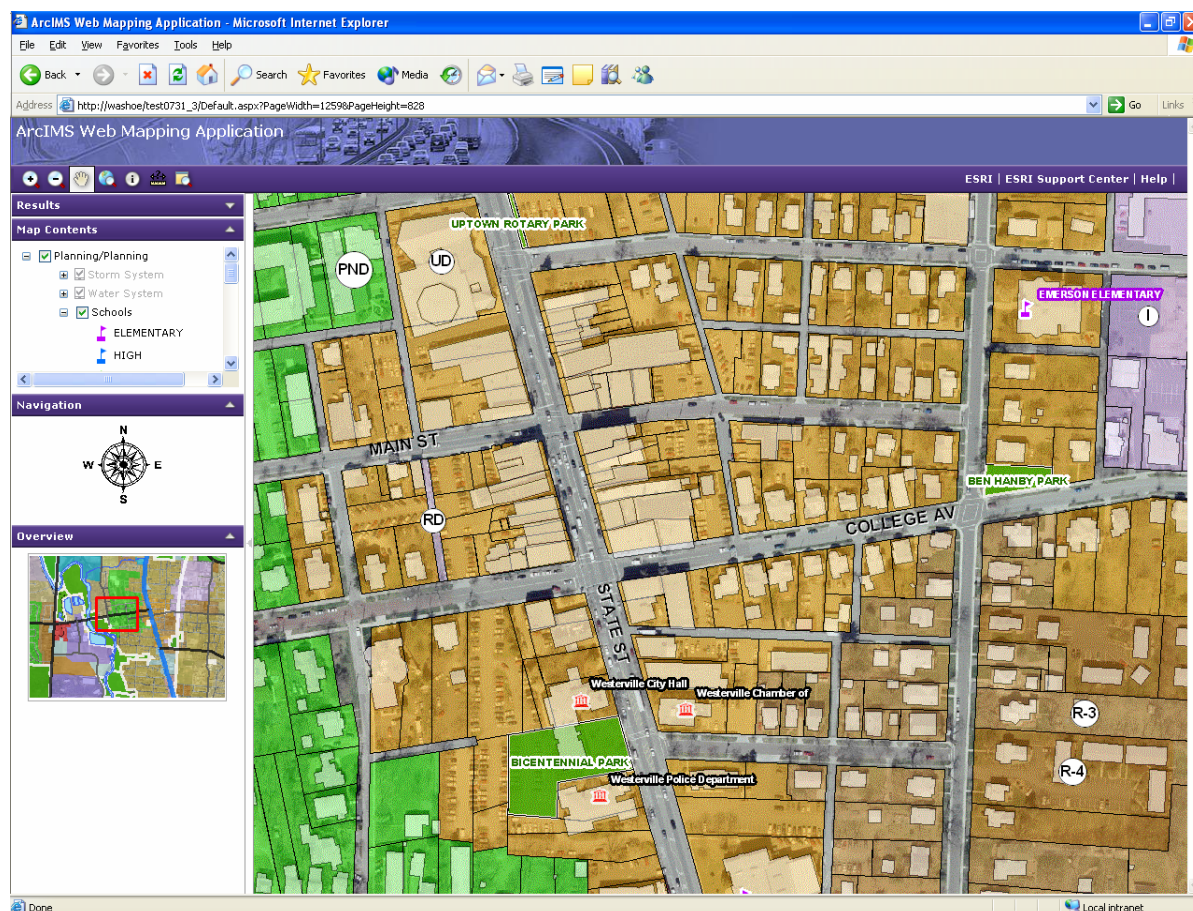 ArcIMS Web Mapping Application - Microsoft Internet Explorer
File Edit View Favorites Tools Help
Back Search Favorites Media
Address http://washoe/test0731_3/Default.aspx?PageWidth=1259&PageHeight=828 Go Links
ArcIMS Web Mapping Application
ESRI | ESRI Support Center | Help |
Results
Map Contents
Planning/Planning
Storm System
Water System
Schools
ELEMENTARY
HIGH
Navigation
N
W E
S
Overview
UPTOWN ROTARY PARK
PND
UD
EMERSON ELEMENTARY
I
MAIN ST
BEN HANBY PARK
RD
COLLEGE AV
STATE ST
Westerville City Hall
Westerville Chamber of
R-3
BICENTENNIAL PARK
R-4
Westerville Police Department
Done
Local intranet